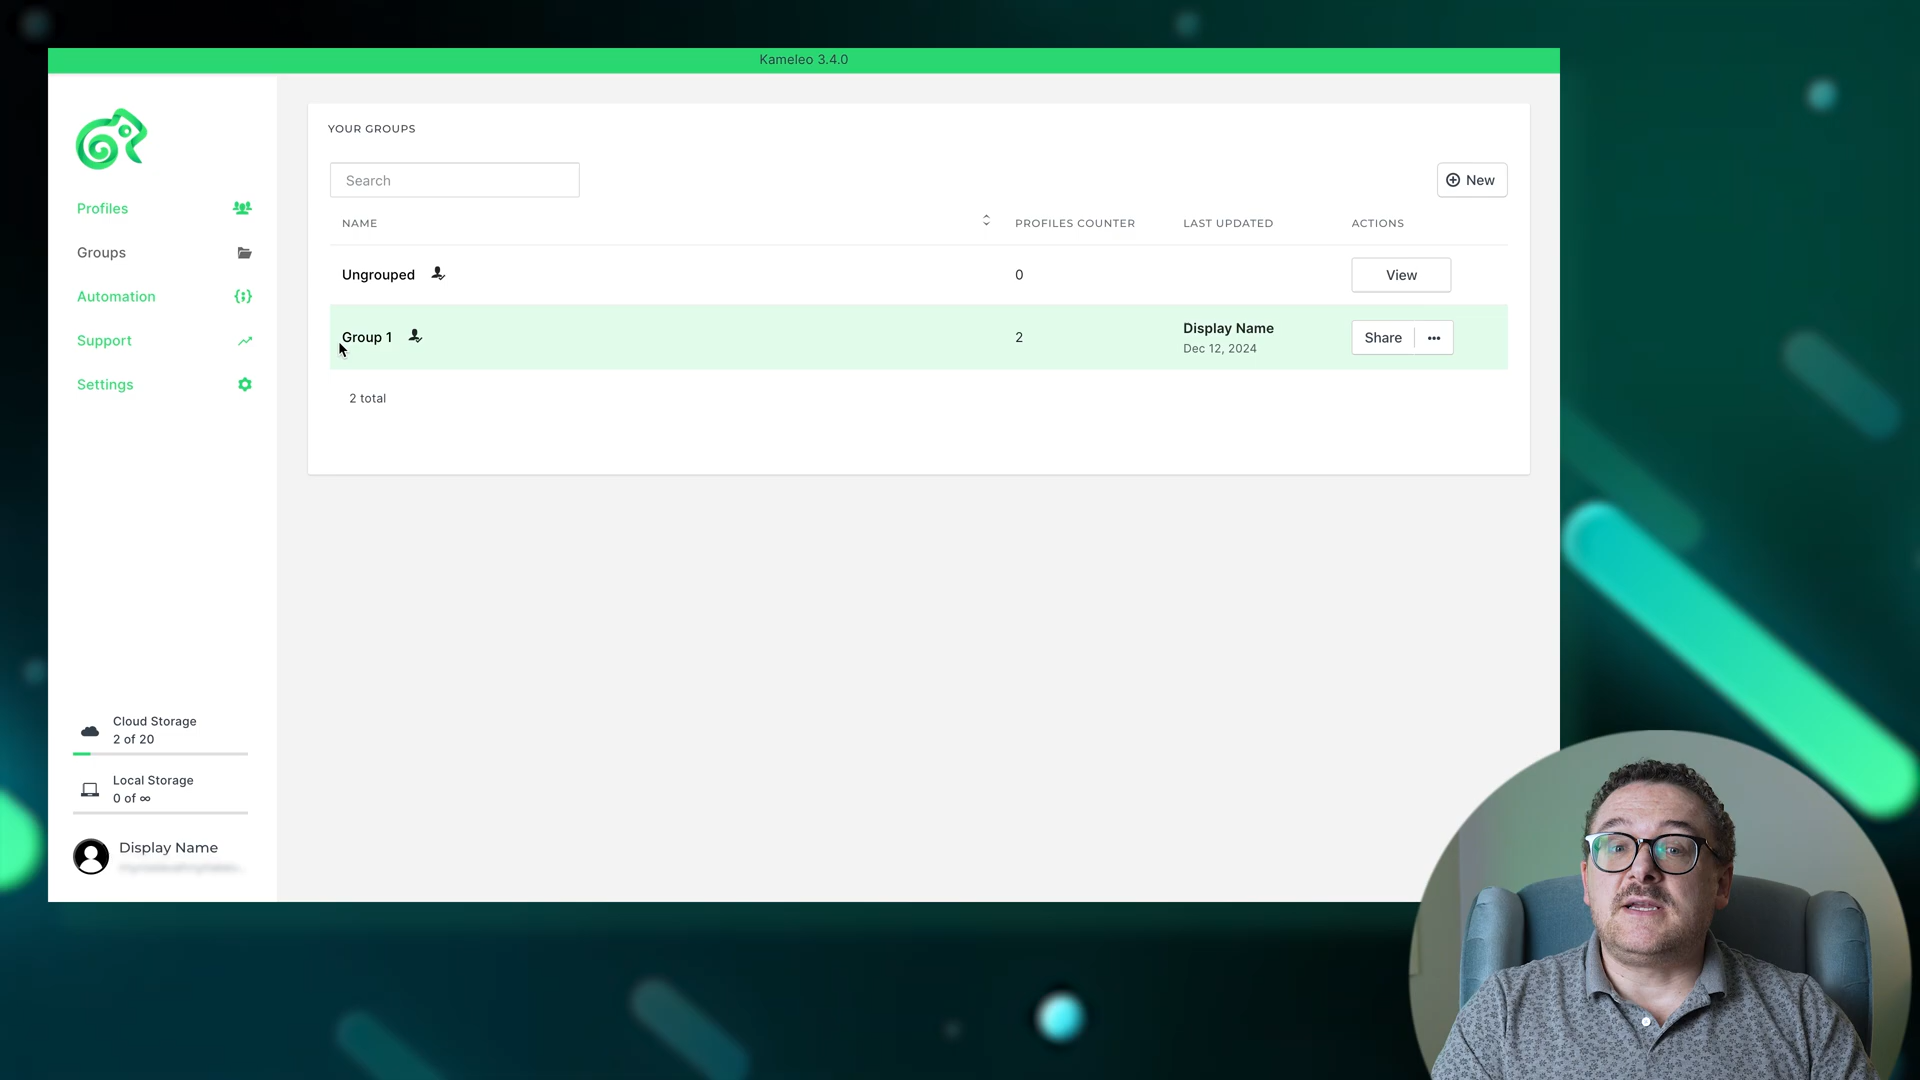 Kameleo 3.4.0
YOUR GROUPS
Search
New
NAME
PROFILES COUNTER
LAST UPDATED
ACTIONS
Ungrouped
0
View
Group 1
2
Display Name
Dec 12, 2024
Share
2 total
Profiles
Groups
Automation
Support
Settings
Cloud Storage
2 of 20
Local Storage
0 of ∞
Display Name